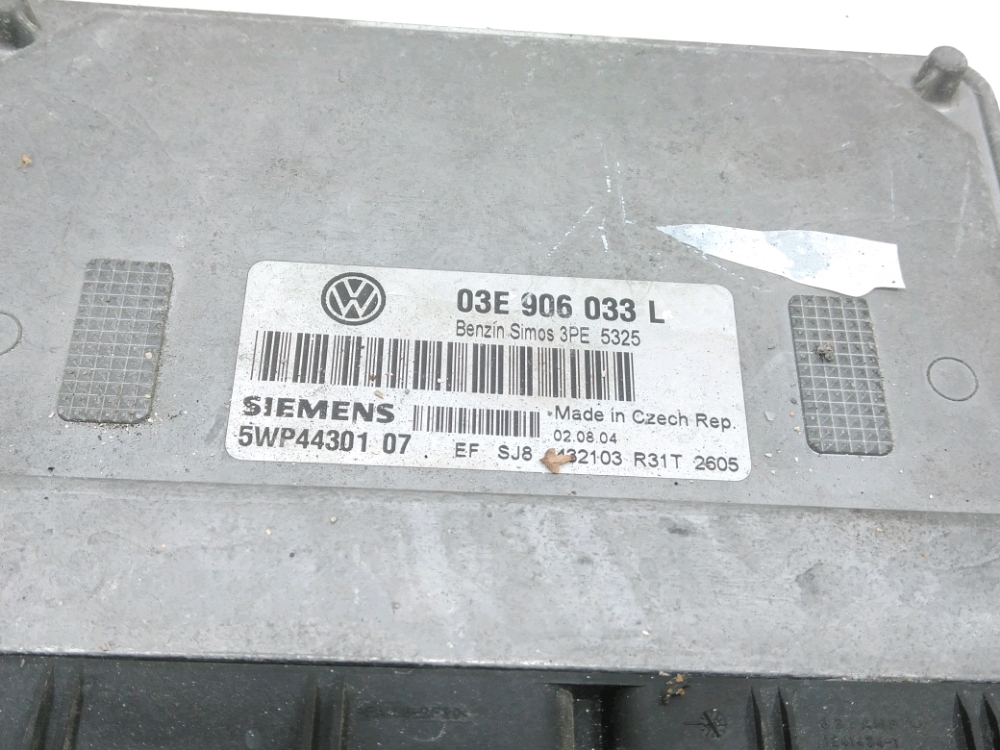 03E 906 033 L
Benzin Simos 3PE 5325
SIEMENS
Made in Czech Rep.
02.08.04
5WP44301 07
EF SJ8 R31T 2605